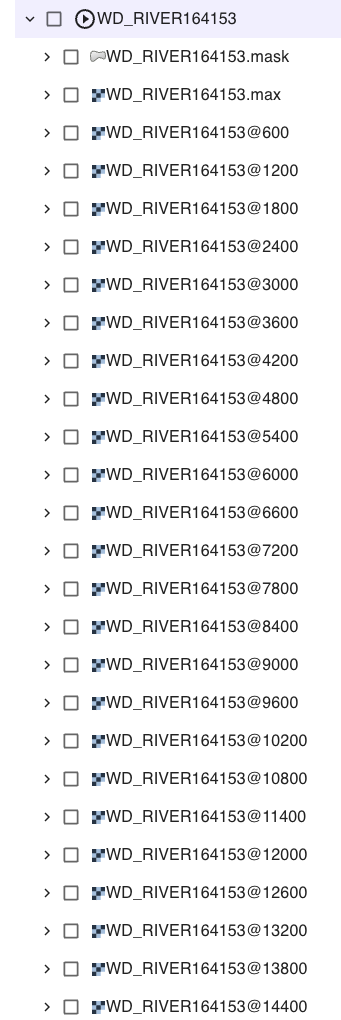 WD_RIVER164153
WD_RIVER164153.mask
WD_RIVER164153.max
WD_RIVER164153@600
WD_RIVER164153@1200
WD_RIVER164153@1800
WD_RIVER164153@2400
WD_RIVER164153@3000
WD_RIVER164153@3600
WD_RIVER164153@4200
WD_RIVER164153@4800
WD_RIVER164153@5400
WD_RIVER164153@6000
WD_RIVER164153@6600
WD_RIVER164153@7200
WD_RIVER164153@7800
WD_RIVER164153@8400
WD_RIVER164153@9000
WD_RIVER164153@9600
WD_RIVER164153@10200
WD_RIVER164153@10800
WD_RIVER164153@11400
WD_RIVER164153@12000
WD_RIVER164153@12600
WD_RIVER164153@13200
WD_RIVER164153@13800
WD_RIVER164153@14400